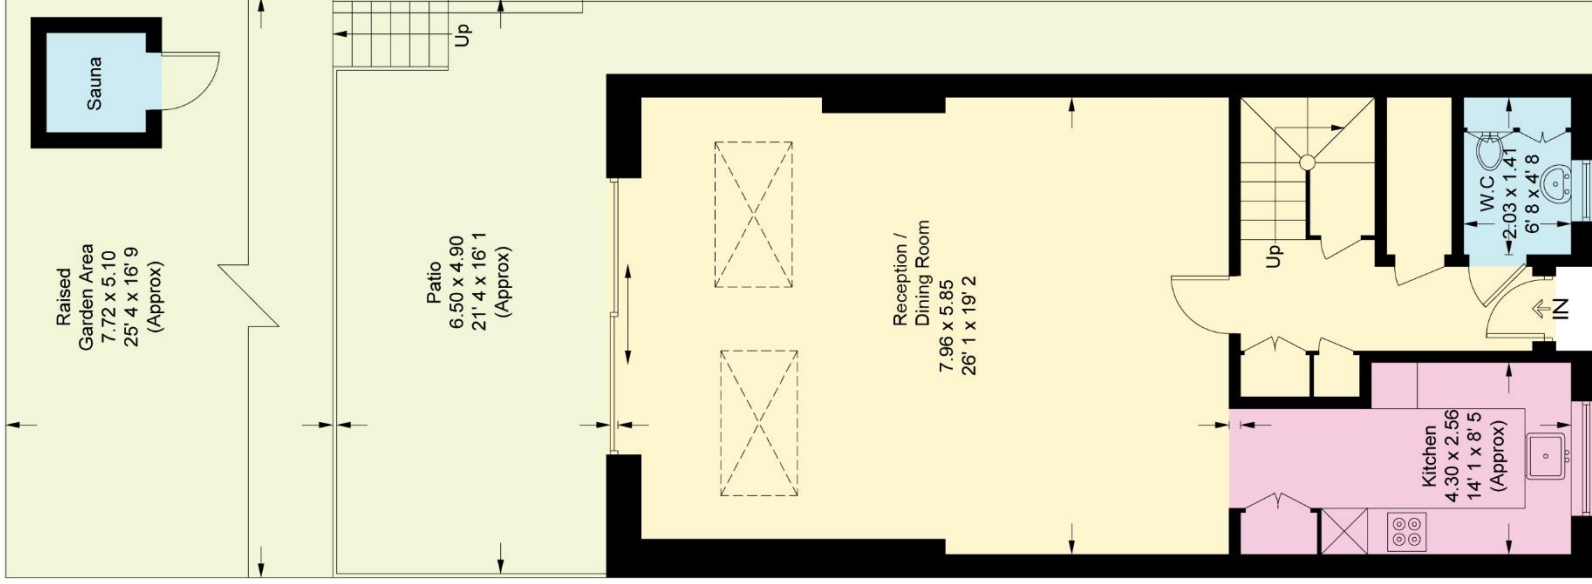 Sauna
Raised
Garden Area
7.72 x 5.10
25' 4 x 16' 9
(Approx)
Up
Patio
6.50 x 4.90
21' 4 x 16' 1
(Approx)
Reception /
Dining Room
7.96 x 5.85
26' 1 x 19' 2
Up
W.C
2.03 x 1.41
6' 8 x 4' 8
IN
Kitchen
4.30 x 2.56
14' 1 x 8' 5
(Approx)